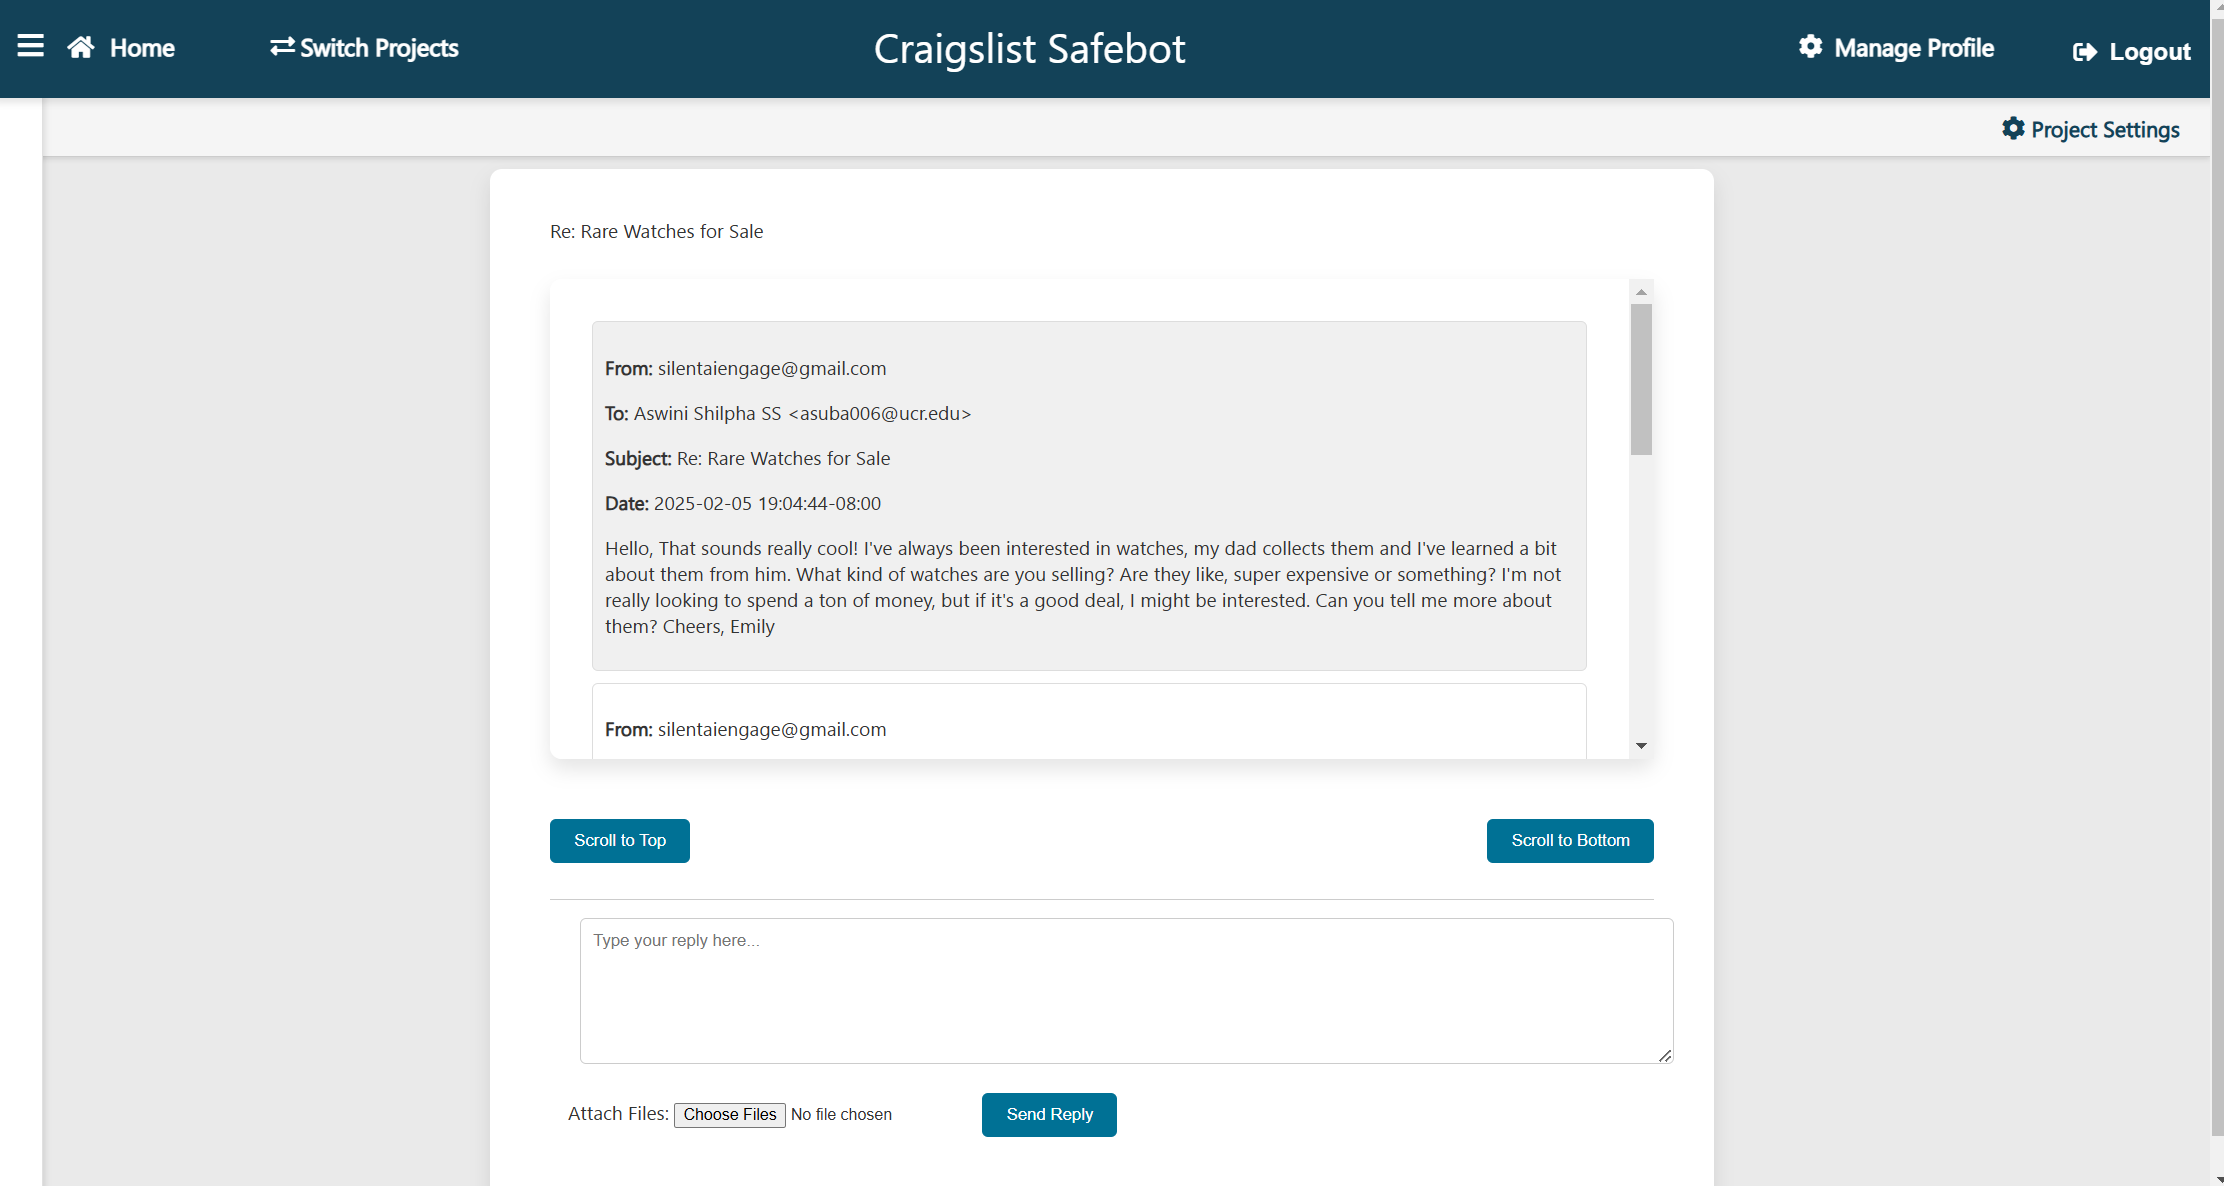 Home
Switch Projects
Craigslist Safebot
Manage Profile
Logout
Project Settings
Re: Rare Watches for Sale
From: silentaiengage@gmail.com
To: Aswini Shilpha SS <asuba006@ucr.edu>
Subject: Re: Rare Watches for Sale
Date: 2025-02-05 19:04:44-08:00
Hello, That sounds really cool! I've always been interested in watches, my dad collects them and I've learned a bit
about them from him. What kind of watches are you selling? Are they like, super expensive or something? I'm not
really looking to spend a ton of money, but if it's a good deal, I might be interested. Can you tell me more about
them? Cheers, Emily
From: silentaiengage@gmail.com
Scroll to Top
Scroll to Bottom
Type your reply here...
Attach Files: Choose Files No file chosen
Send Reply